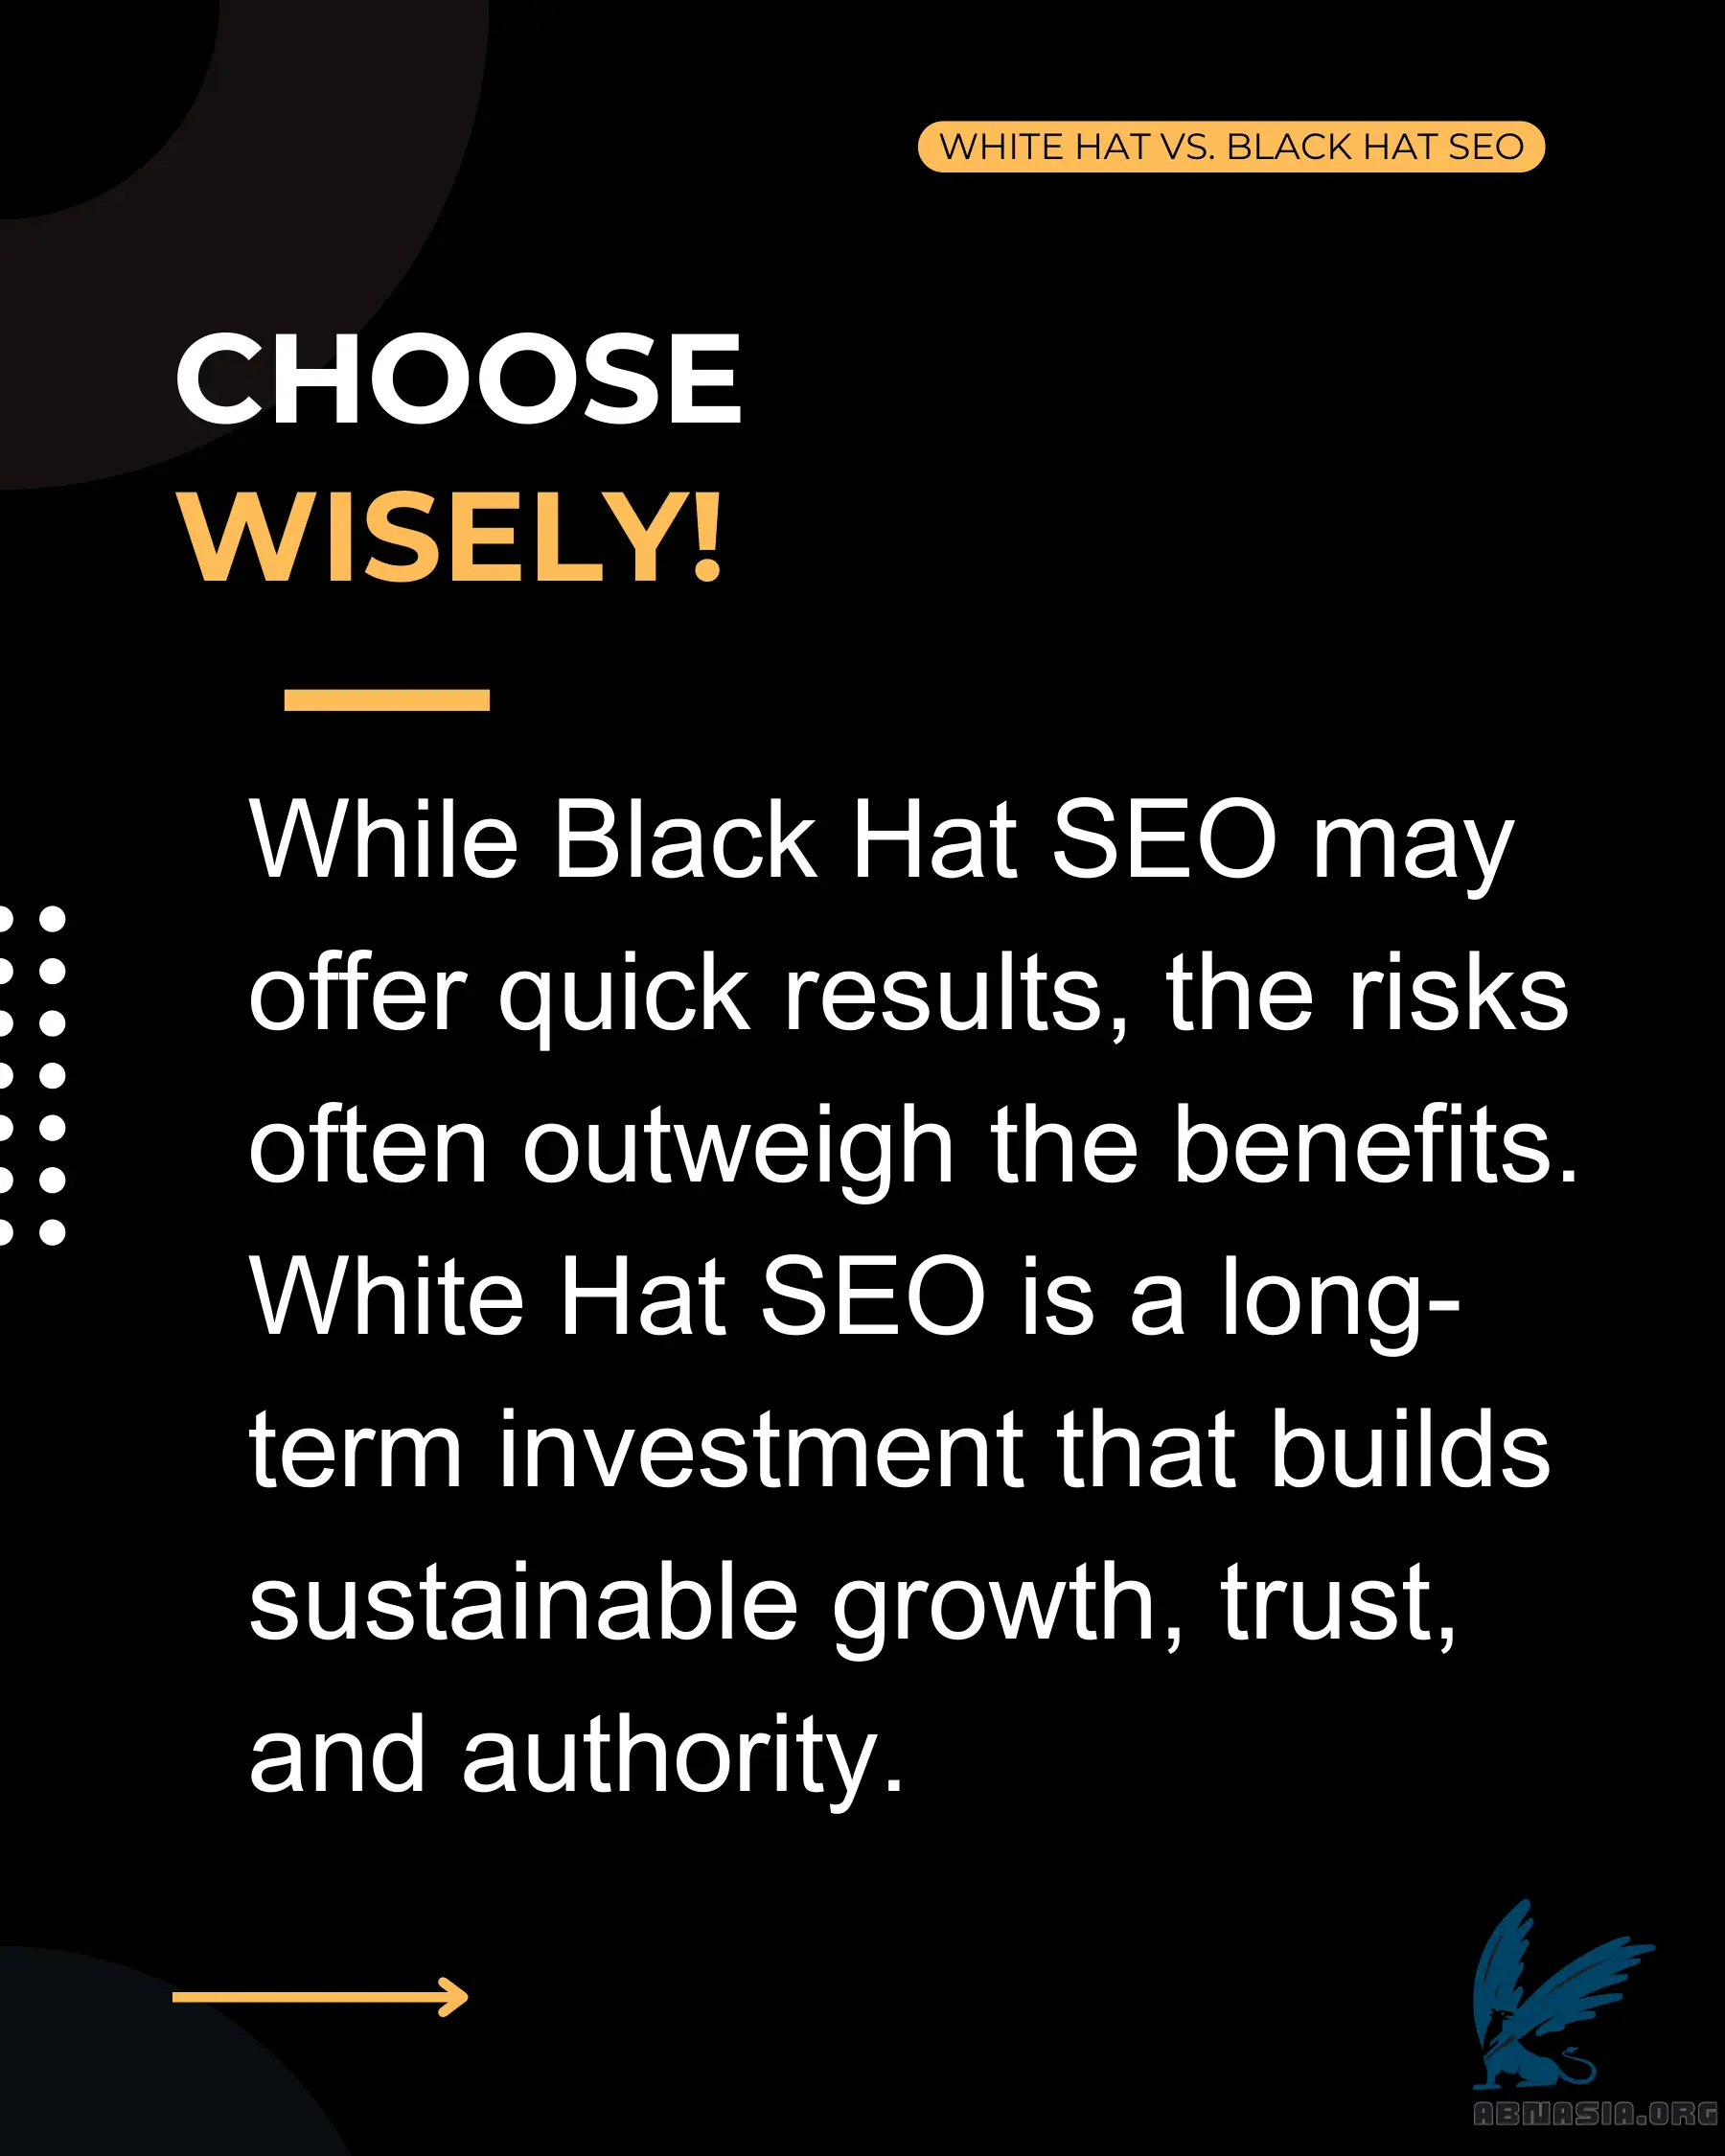 WHITE HAT VS. BLACK HAT SEO
CHOOSE
WISELY!
While Black Hat SEO may
offer quick results, the risks
often outweigh the benefits.
White Hat SEO is a long-
term investment that builds
sustainable growth, trust,
and authority.
ABNASIA.ORG